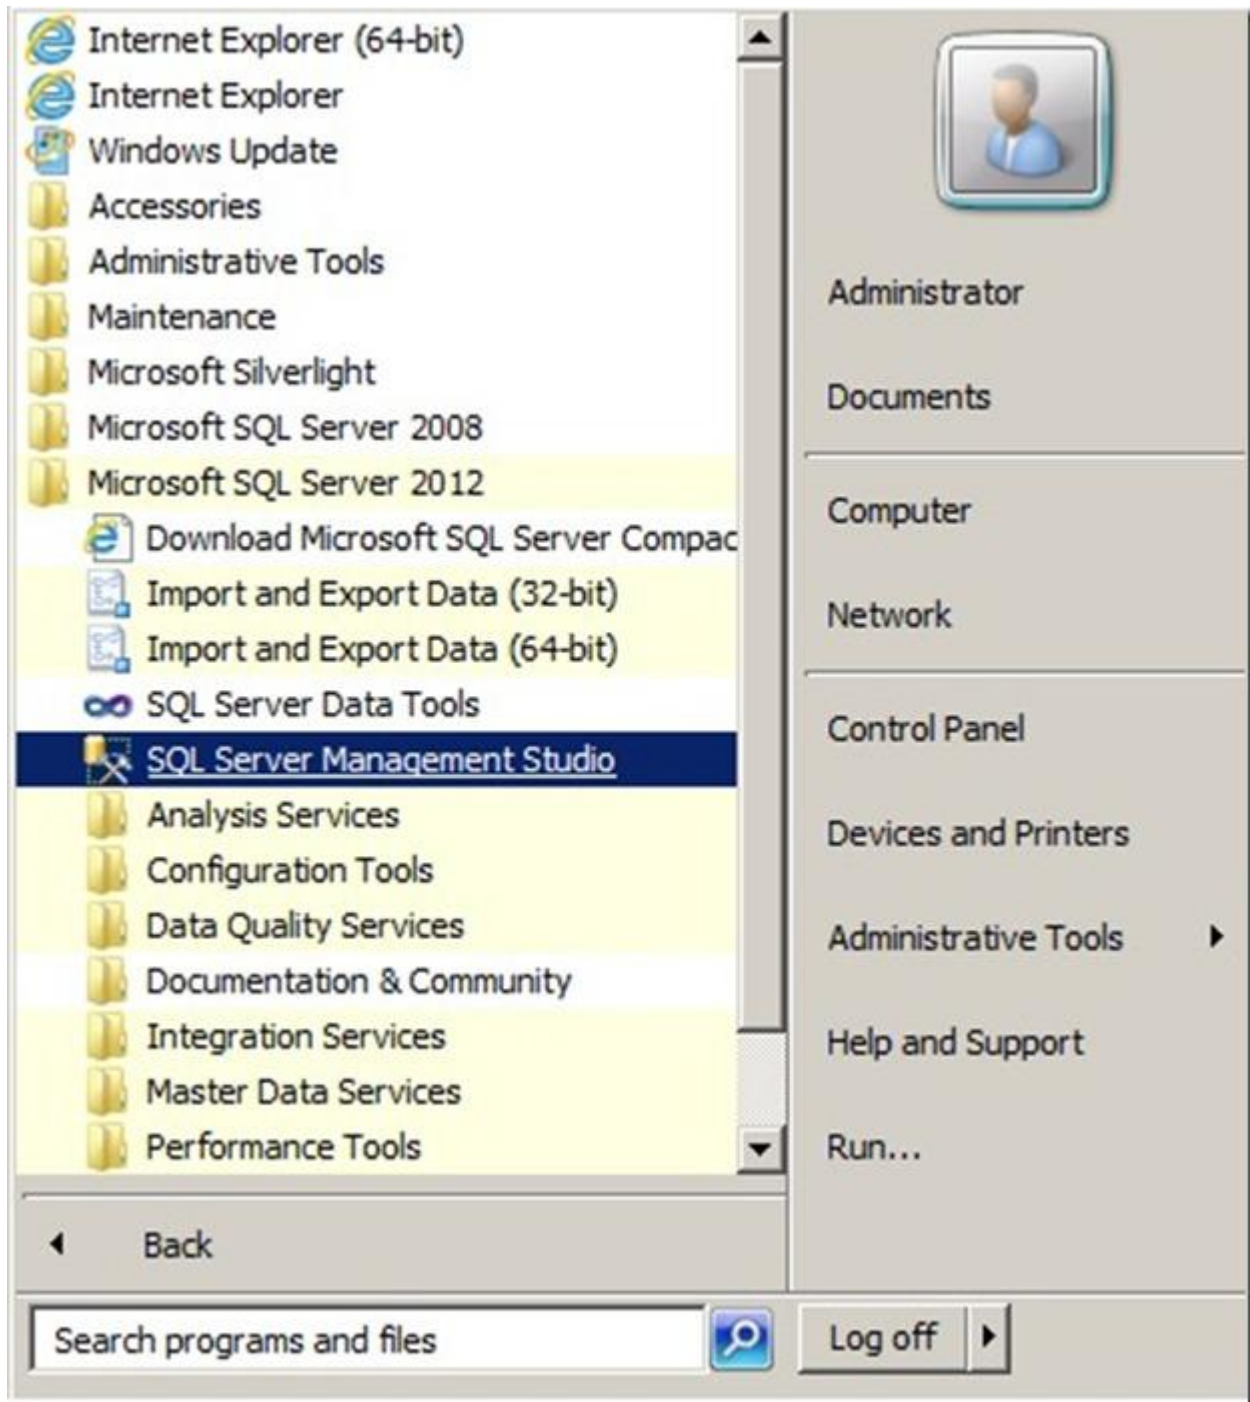 Internet Explorer (64-bit)
Internet Explorer
Windows Update
Accessories
Administrative Tools
Maintenance
Microsoft Silverlight
Microsoft SQL Server 2008
Microsoft SQL Server 2012
Download Microsoft SQL Server Compac
Import and Export Data (32-bit)
Import and Export Data (64-bit)
SQL Server Data Tools
SQL Server Management Studio
Analysis Services
Configuration Tools
Data Quality Services
Documentation & Community
Integration Services
Master Data Services
Performance Tools
Back
Search programs and files
Administrator
Documents
Computer
Network
Control Panel
Devices and Printers
Administrative Tools
Help and Support
Run...
Log off